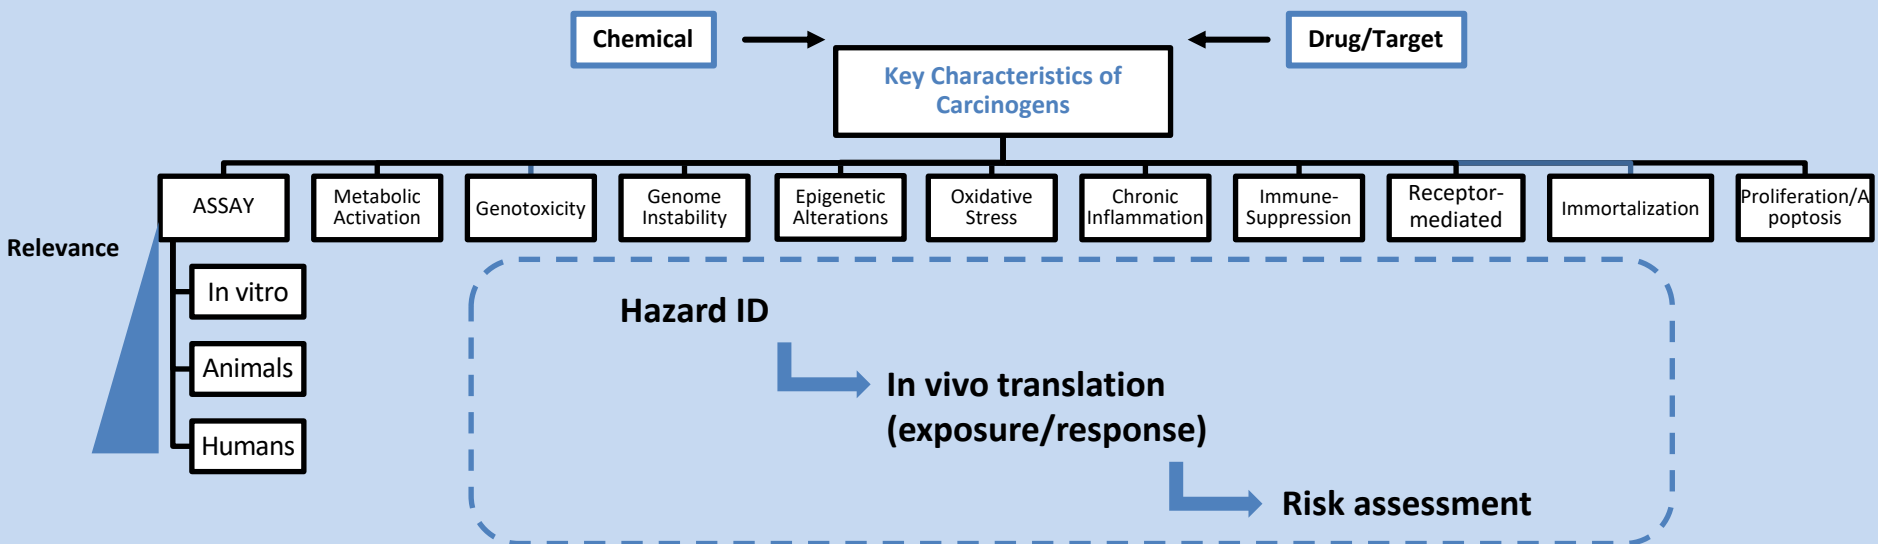 Chemical
Drug/Target
Key Characteristics of
Carcinogens
ASSAY
Metabolic
Activation
Genotoxicity
Genome
Instability
Epigenetic
Alterations
Oxidative
Stress
Chronic
Inflammation
Immune-
Suppression
Receptor-
mediated
Immortalization
Proliferation/A
poptosis
Relevance
In vitro
Animals
Humans
Hazard ID
In vivo translation
(exposure/response)
Risk assessment